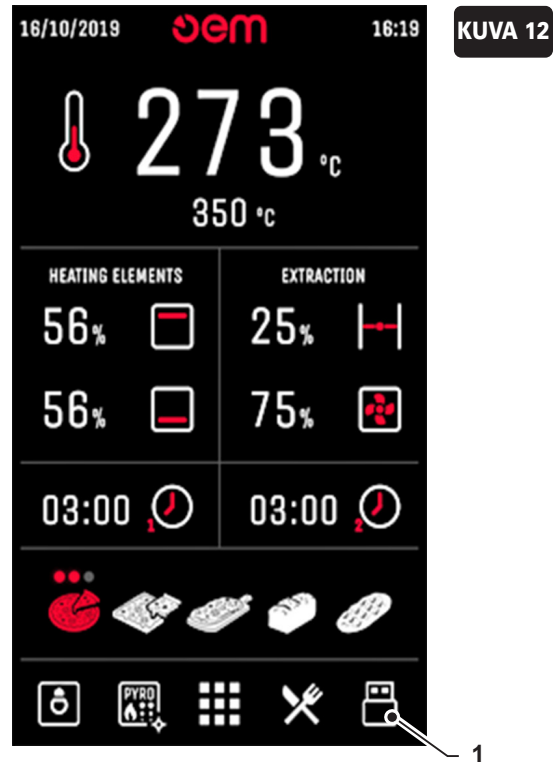 16/10/2019 oem 16:19
KUVA 12
273 °C
350 °C
HEATING ELEMENTS
EXTRACTION
56%
25%
56%
75%
03:00 1
03:00 2
PYRO
1